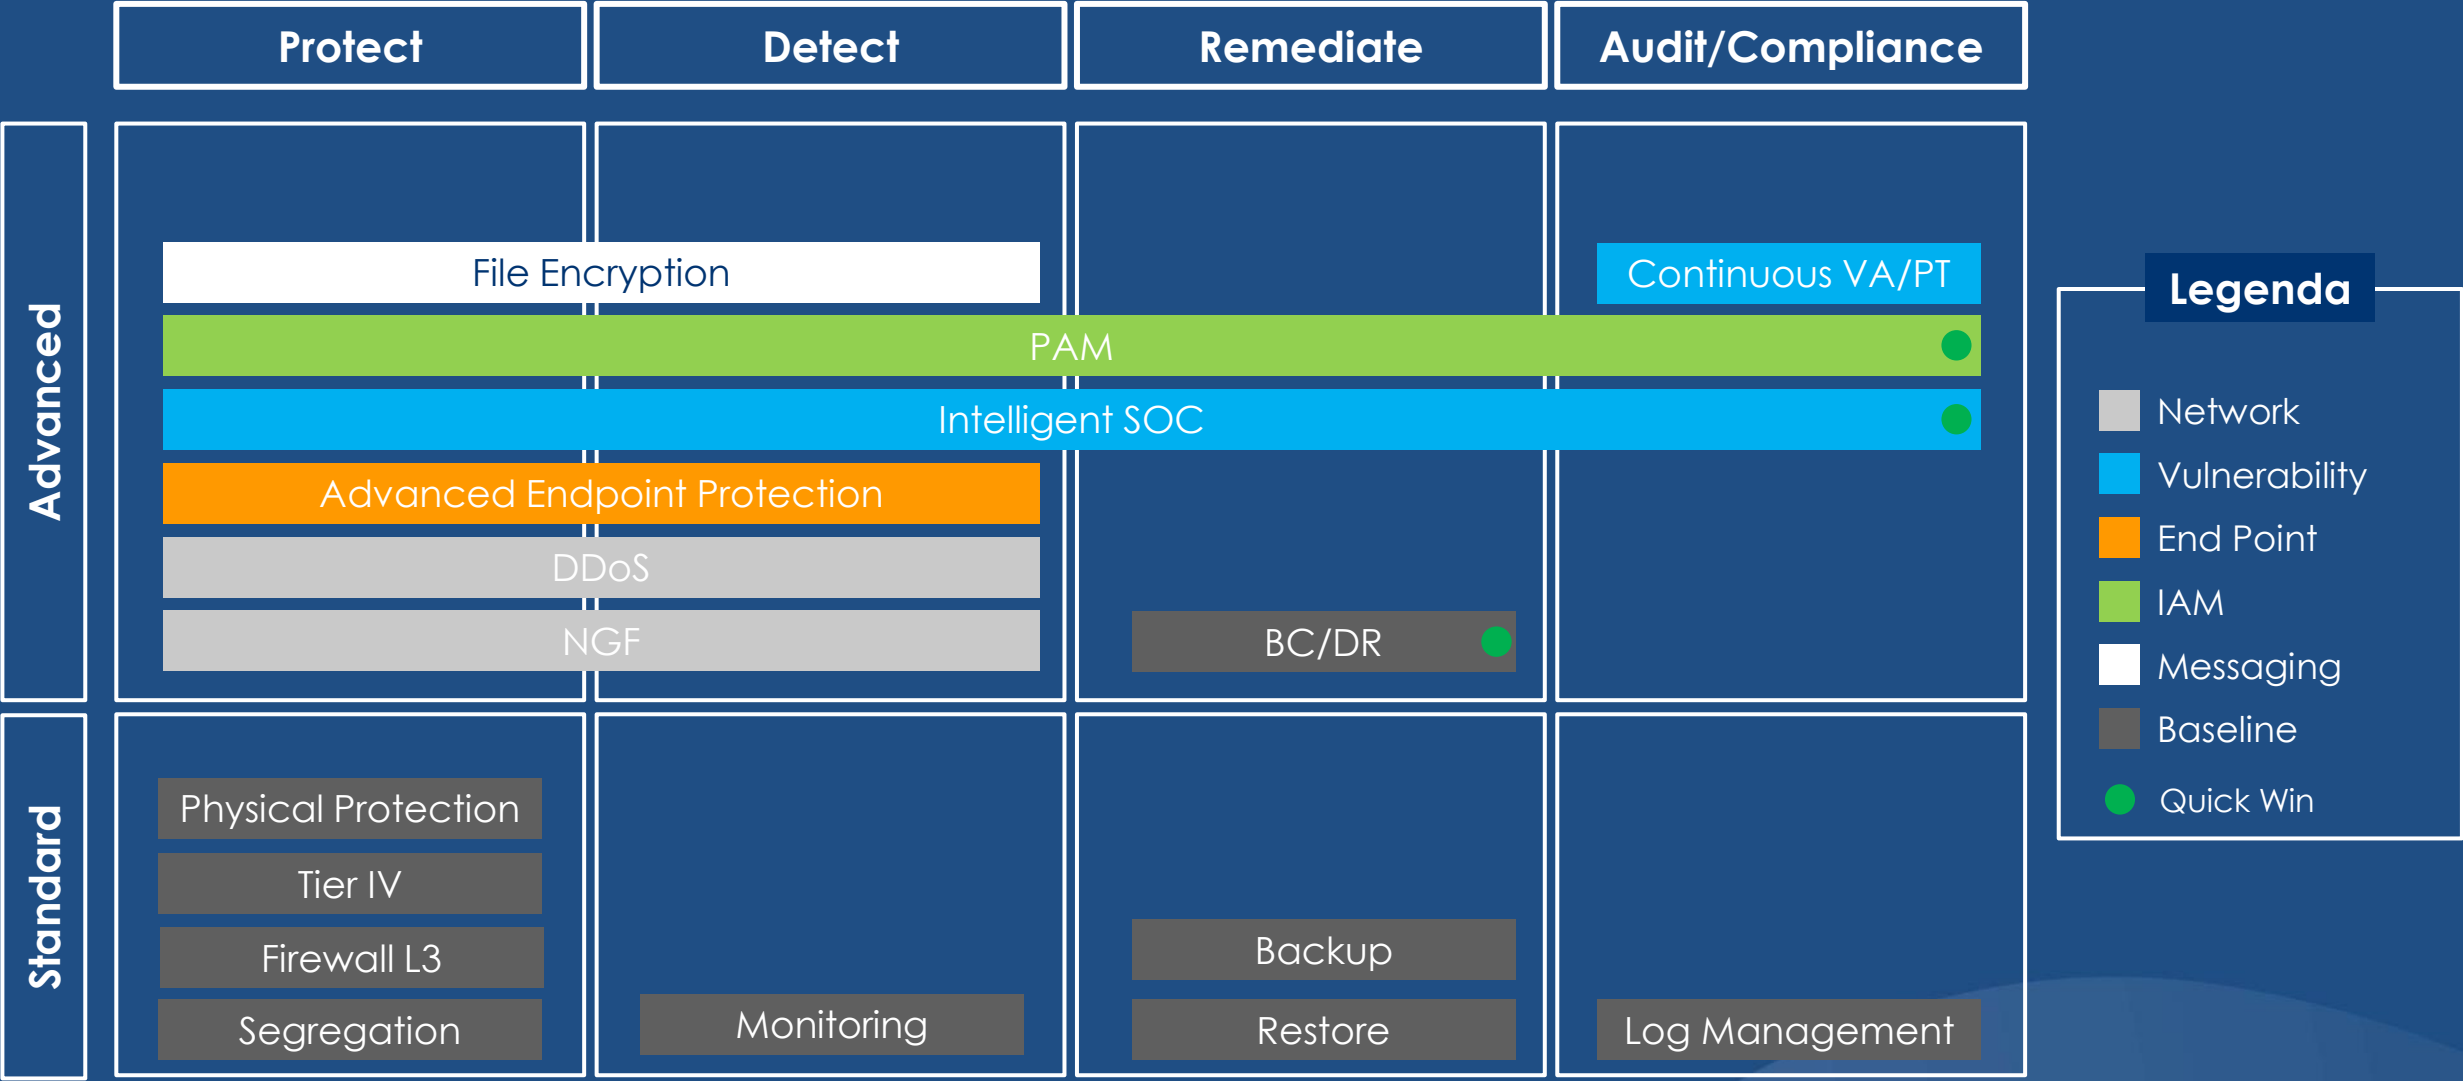 Protect
Detect
Remediate
Audit/Compliance
Advanced
File Encryption
Continuous VA/PT
PAM
Intelligent SOC
Advanced Endpoint Protection
DDoS
NGF
BC/DR
Standard
Physical Protection
Tier IV
Firewall L3
Segregation
Monitoring
Backup
Restore
Log Management
Legenda
Network
Vulnerability
End Point
IAM
Messaging
Baseline
Quick Win